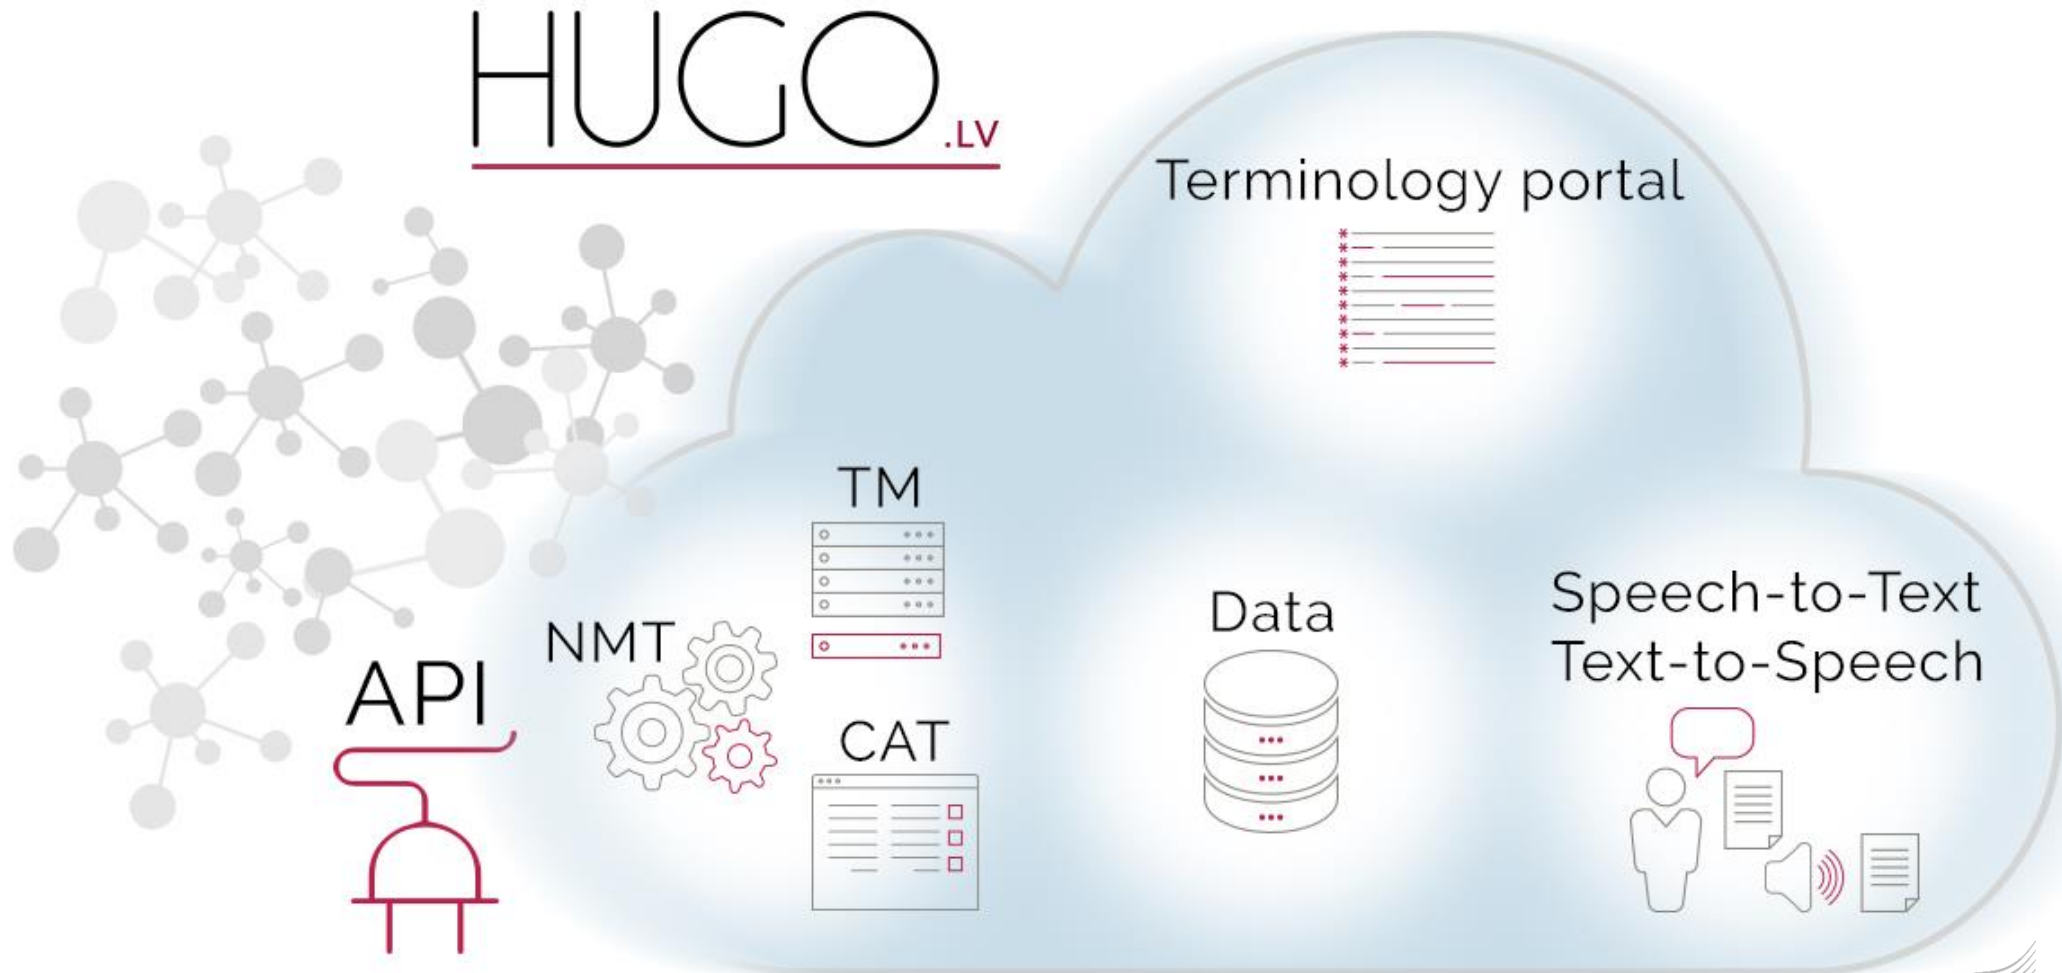 HUGO.LV
Terminology portal
TM
NMT
CAT
API
Data
Speech-to-Text
Text-to-Speech